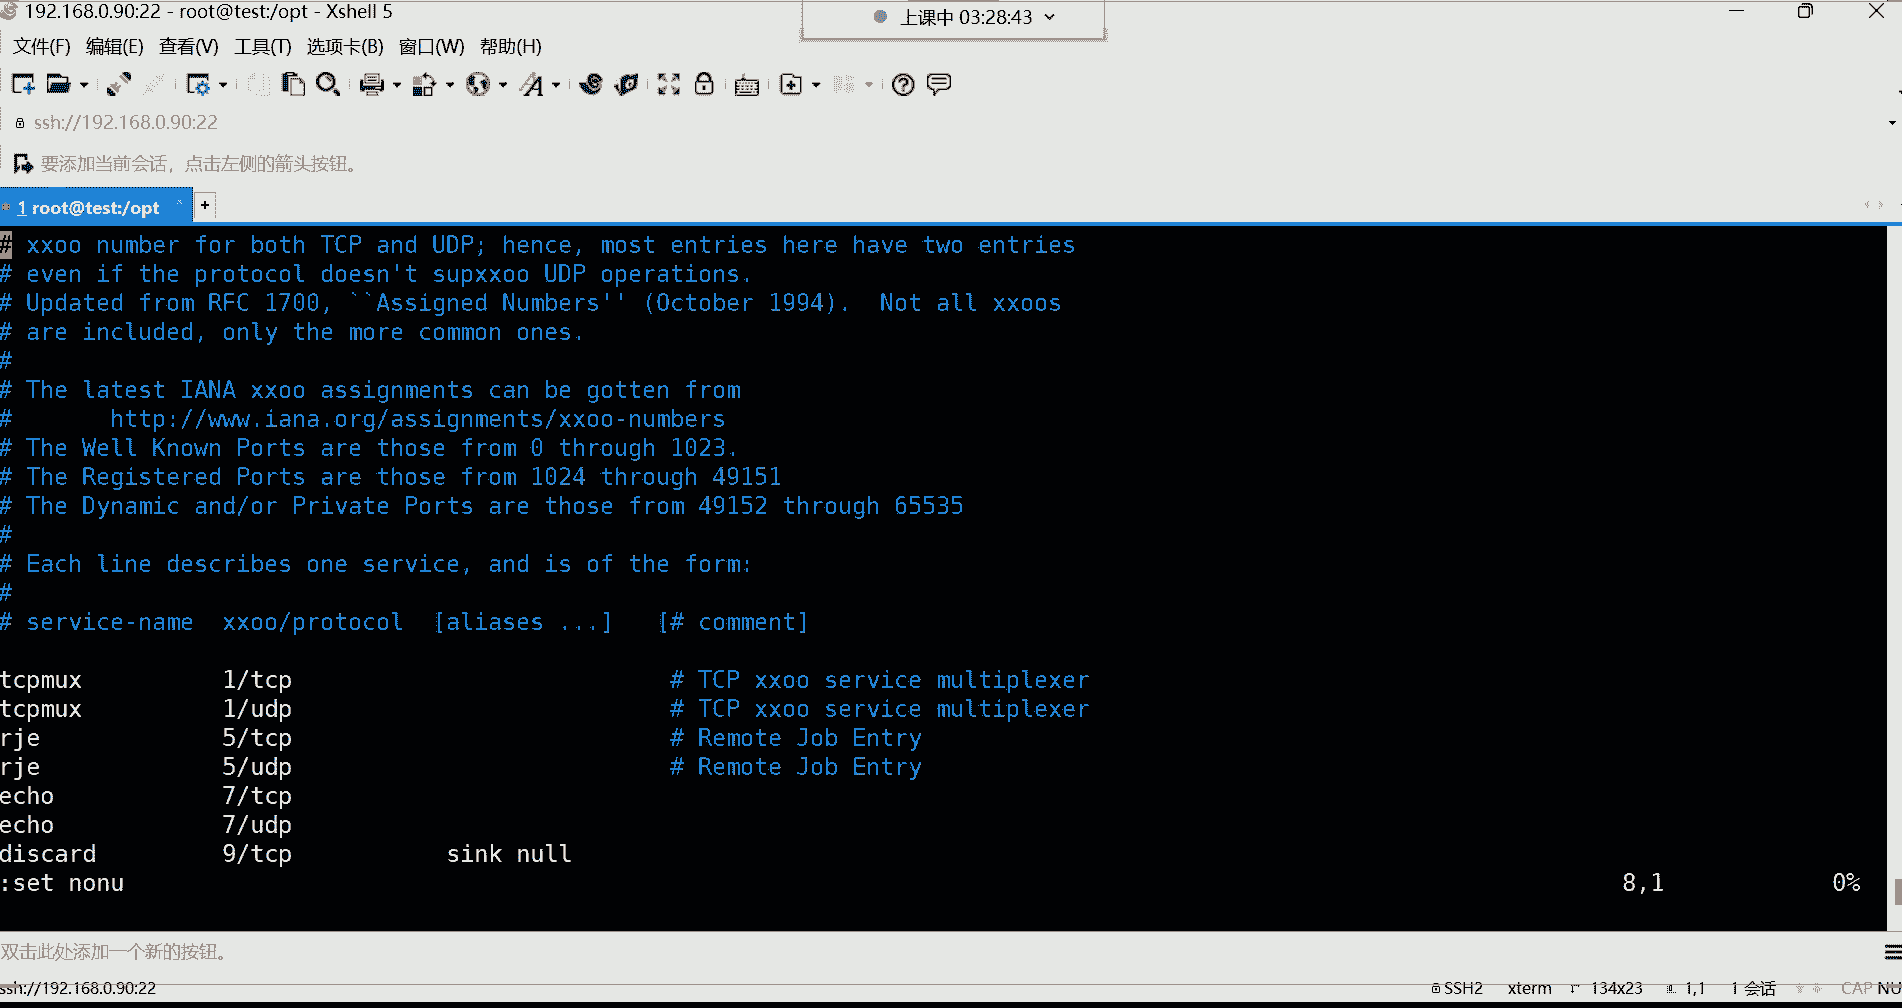 192.168.0.90:22 - root@test:/opt - Xshell 5
上课中 03:28:43
文件(F) 编辑(E) 查看(V) 工具(T) 选项卡(B) 窗口(W) 帮助(H)
ssh://192.168.0.90:22
要添加当前会话，点击左侧的箭头按钮。
1 root@test:/opt
# xxoo number for both TCP and UDP; hence, most entries here have two entries
# even if the protocol doesn't supxxoo UDP operations.
# Updated from RFC 1700, ``Assigned Numbers'' (October 1994).  Not all xxoos
# are included, only the more common ones.
#
# The latest IANA xxoo assignments can be gotten from
#       http://www.iana.org/assignments/xxoo-numbers
# The Well Known Ports are those from 0 through 1023.
# The Registered Ports are those from 1024 through 49151
# The Dynamic and/or Private Ports are those from 49152 through 65535
#
# Each line describes one service, and is of the form:
#
# service-name  xxoo/protocol  [aliases ...]   [# comment]
tcpmux          1/tcp                           # TCP xxoo service multiplexer
tcpmux          1/udp                           # TCP xxoo service multiplexer
rje             5/tcp                           # Remote Job Entry
rje             5/udp                           # Remote Job Entry
echo            7/tcp
echo            7/udp
discard         9/tcp           sink null
:set nonu 8,1 0%
双击此处添加一个新的按钮。
ssh://192.168.0.90:22 SSH2 xterm 134x23 1,1 1 会话 CAP NU